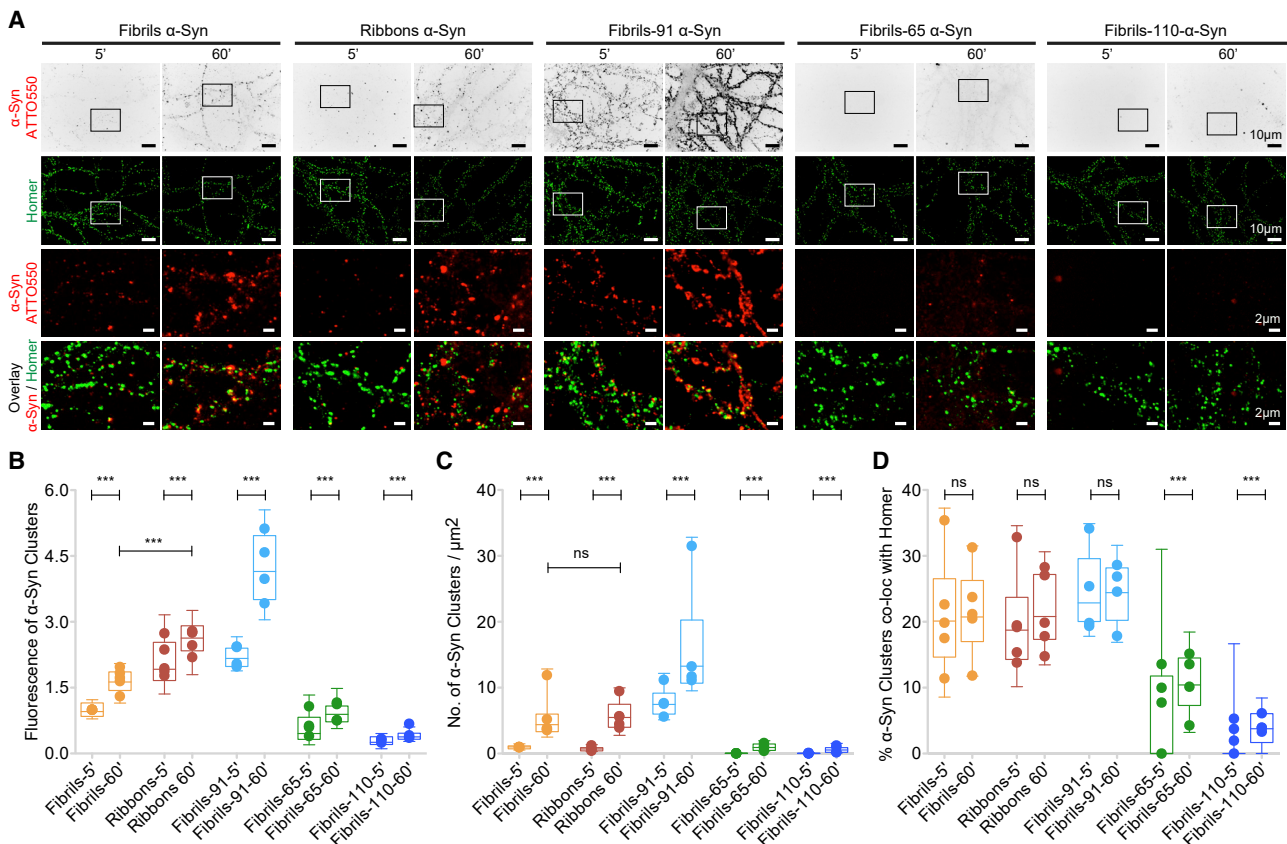 A
Fibrils α-Syn Ribbons α-Syn Fibrils-91 α-Syn Fibrils-65 α-Syn Fibrils-110-α-Syn
5' 60' 5' 60' 5' 60' 5' 60' 5' 60'
α-Syn
ATTO550
10µm
Homer
10µm
α-Syn
ATTO550
2µm
Overlay
α-Syn / Homer
2µm
B
Fluorescence of α-Syn Clusters
6.0
4.5
3.0
1.5
0.0
*** *** *** *** ***
***
Fibrils-5'
Fibrils-60'
Ribbons-5'
Ribbons 60'
Fibrils-91-5'
Fibrils-91-60'
Fibrils-65-5'
Fibrils-65-60'
Fibrils-110-5'
Fibrils-110-60'
C
No. of α-Syn Clusters / µm2
40
30
20
10
0
*** *** *** *** ***
ns
Fibrils-5'
Fibrils-60'
Ribbons-5'
Ribbons 60'
Fibrils-91-5'
Fibrils-91-60'
Fibrils-65-5'
Fibrils-65-60'
Fibrils-110-5'
Fibrils-110-60'
D
% α-Syn Clusters co-loc with Homer
40
30
20
10
0
ns ns ns *** ***
Fibrils-5'
Fibrils-60'
Ribbons-5'
Ribbons 60'
Fibrils-91-5'
Fibrils-91-60'
Fibrils-65-5'
Fibrils-65-60'
Fibrils-110-5'
Fibrils-110-60'